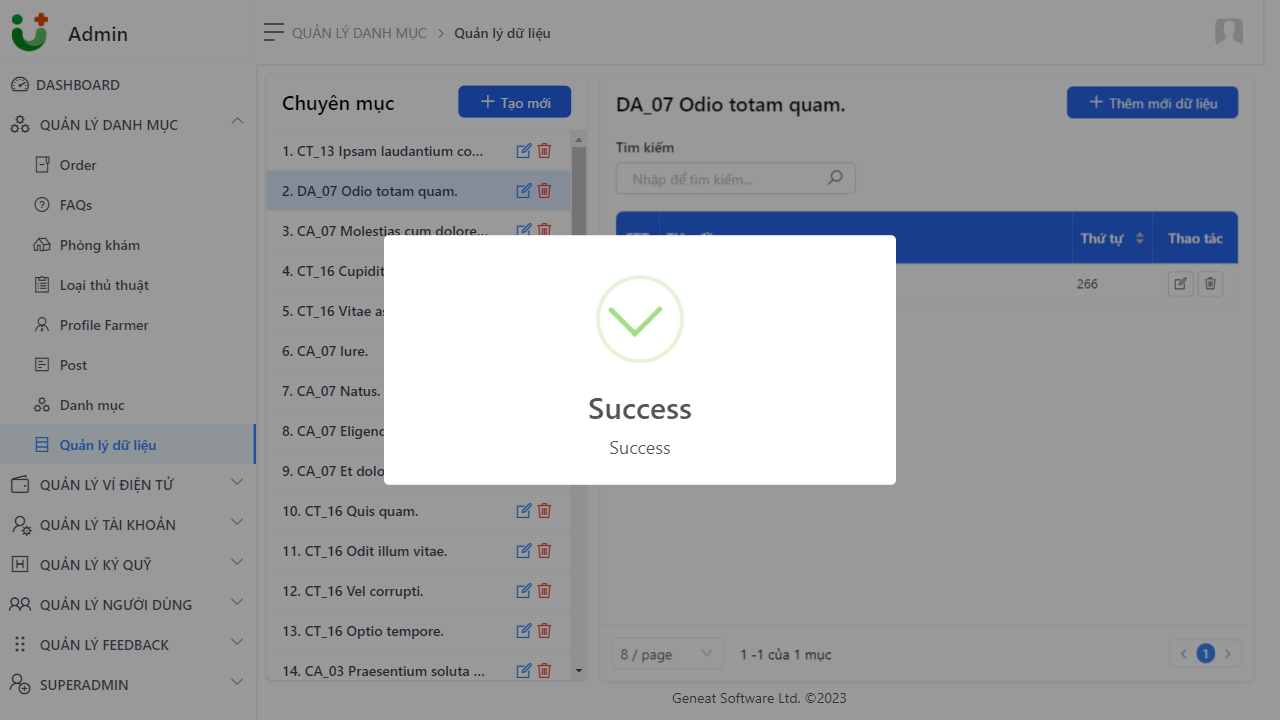 Admin
QUẢN LÝ DANH MỤC > Quản lý dữ liệu
DASHBOARD
QUẢN LÝ DANH MỤC
Order
FAQs
Phòng khám
Loại thủ thuật
Profile Farmer
Post
Danh mục
Quản lý dữ liệu
QUẢN LÝ VÍ ĐIỆN TỬ
QUẢN LÝ TÀI KHOẢN
QUẢN LÝ KÝ QUỸ
QUẢN LÝ NGƯỜI DÙNG
QUẢN LÝ FEEDBACK
SUPERADMIN
Chuyên mục
Tạo mới
1. CT_13 Ipsam laudantium co...
2. DA_07 Odio totam quam.
3. CA_07 Molestias cum dolore...
4. CT_16
5. CT_16 Vitae
6. CA_07 Iure.
7. CA_07 Natus.
8. CA_07
9. CA_07 Et
10. CT_16 Quis quam.
11. CT_16 Odit illum vitae.
12. CT_16 Vel corrupti.
13. CT_16 Optio tempore.
14. CA_03 Praesentium soluta ...
DA_07 Odio totam quam.
Thêm mới dữ liệu
Tìm kiếm
Nhập để tìm kiếm...
Thứ tự
Thao tác
266
Success
Success
8 / page
1 -1 của 1 mục
1
Geneat Software Ltd. ©2023